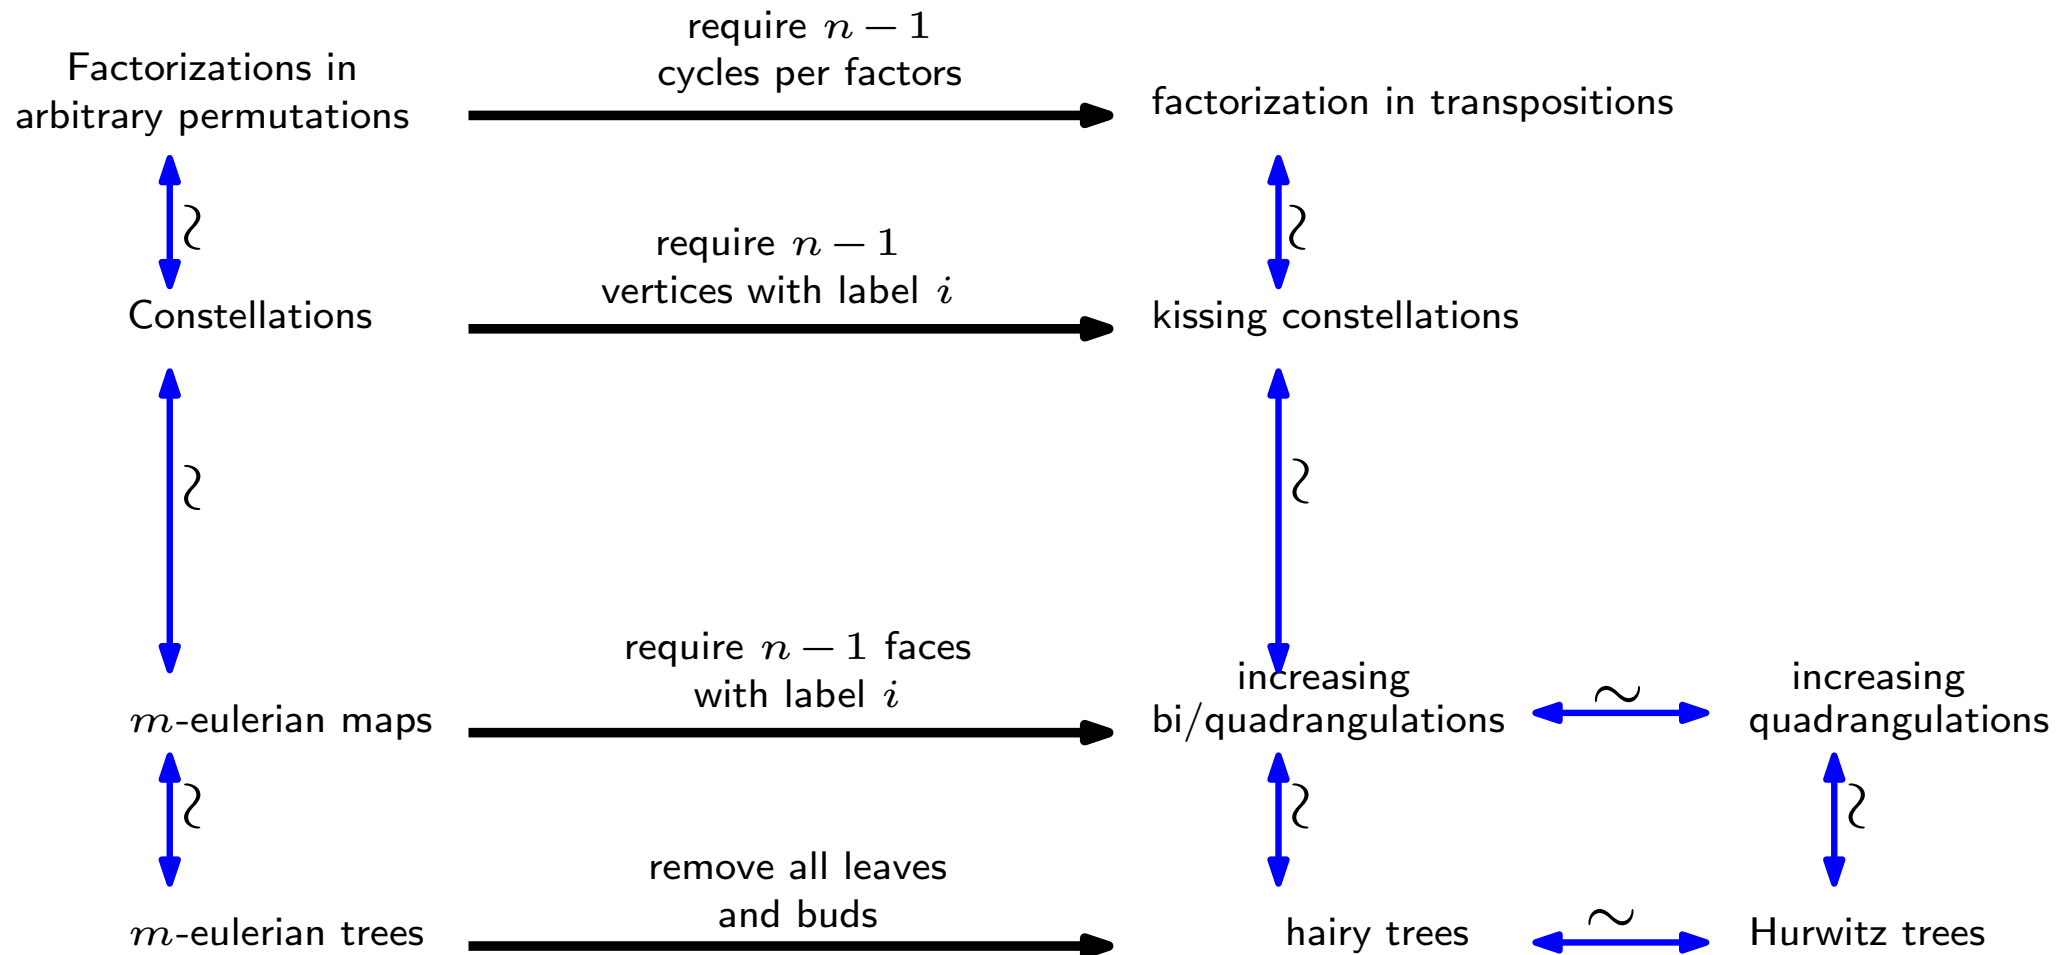 require n − 1
cycles per factors
Factorizations in
arbitrary permutations
factorization in transpositions
~
~
require n − 1
vertices with label i
Constellations
kissing constellations
~
~
require n − 1 faces
with label i
m-eulerian maps
increasing
bi/quadrangulations
~
increasing
quadrangulations
~
~
~
remove all leaves
and buds
m-eulerian trees
hairy trees
~
Hurwitz trees